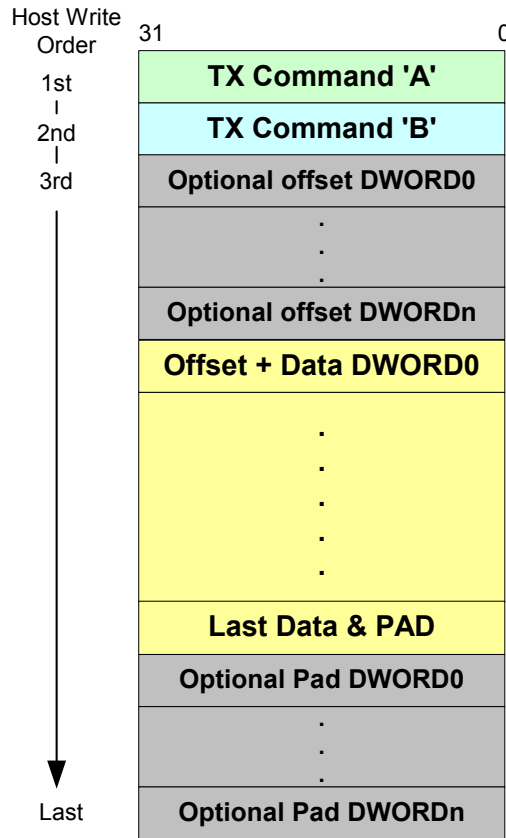 Host Write
Order
31
0
1st
TX Command 'A'
2nd
TX Command 'B'
3rd
Optional offset DWORD0
.
.
.
Optional offset DWORDn
Offset + Data DWORD0
.
.
.
.
.
Last Data & PAD
Optional Pad DWORD0
.
.
.
Last
Optional Pad DWORDn